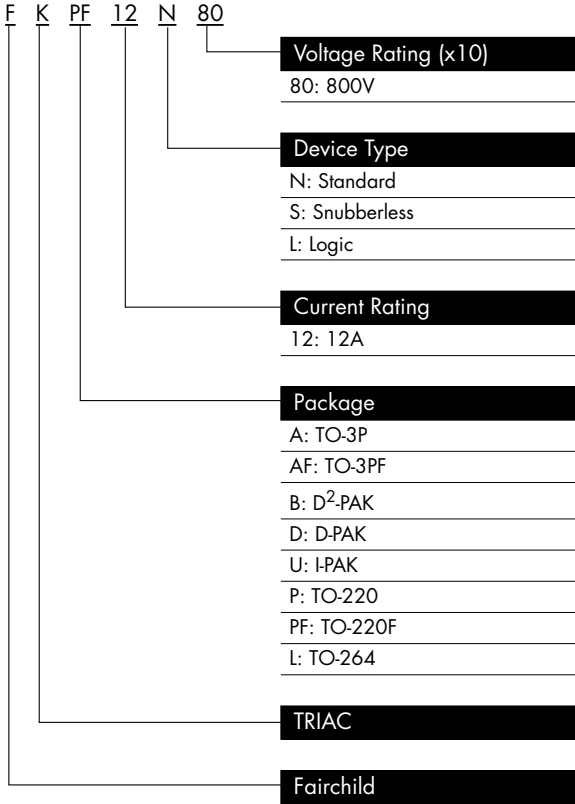 F K PF 12 N 80
Voltage Rating (x10)
80: 800V
Device Type
N: Standard
S: Snubberless
L: Logic
Current Rating
12: 12A
Package
A: TO-3P
AF: TO-3PF
B: D2-PAK
D: D-PAK
U: I-PAK
P: TO-220
PF: TO-220F
L: TO-264
TRIAC
Fairchild